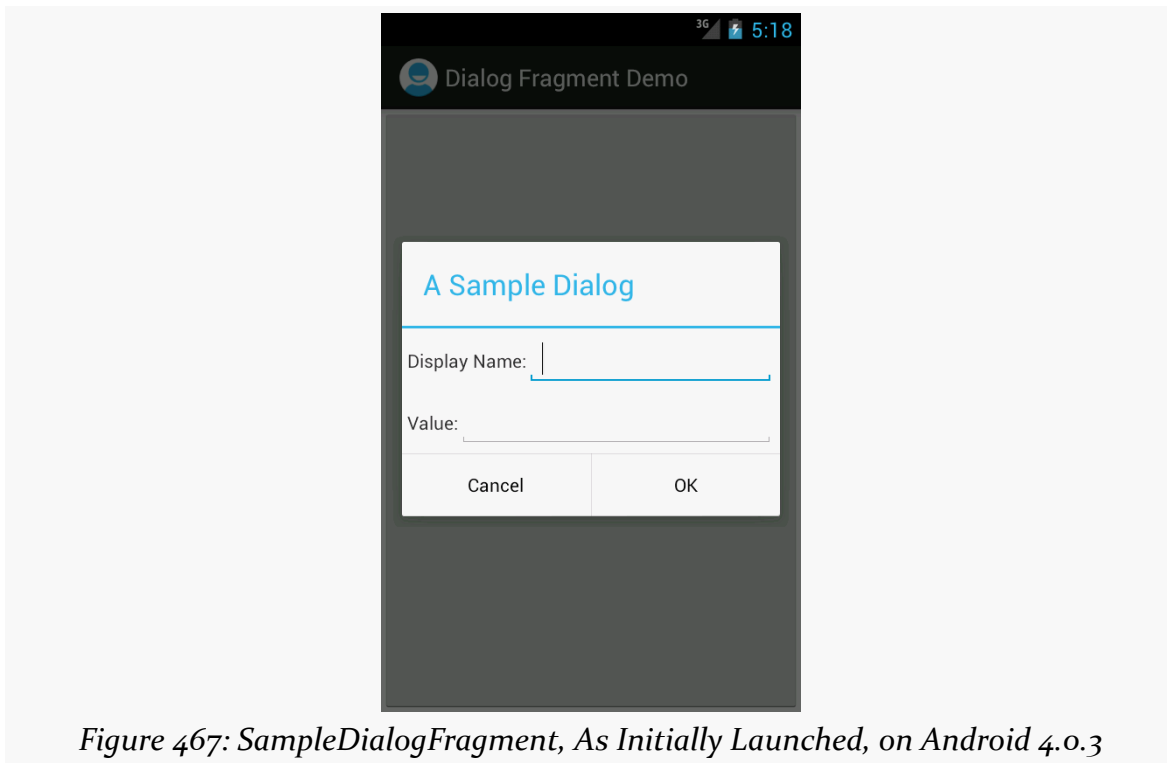 3G 5:18
Dialog Fragment Demo
A Sample Dialog
Display Name:
Value:
Cancel OK
Figure 467: SampleDialogFragment, As Initially Launched, on Android 4.0.3